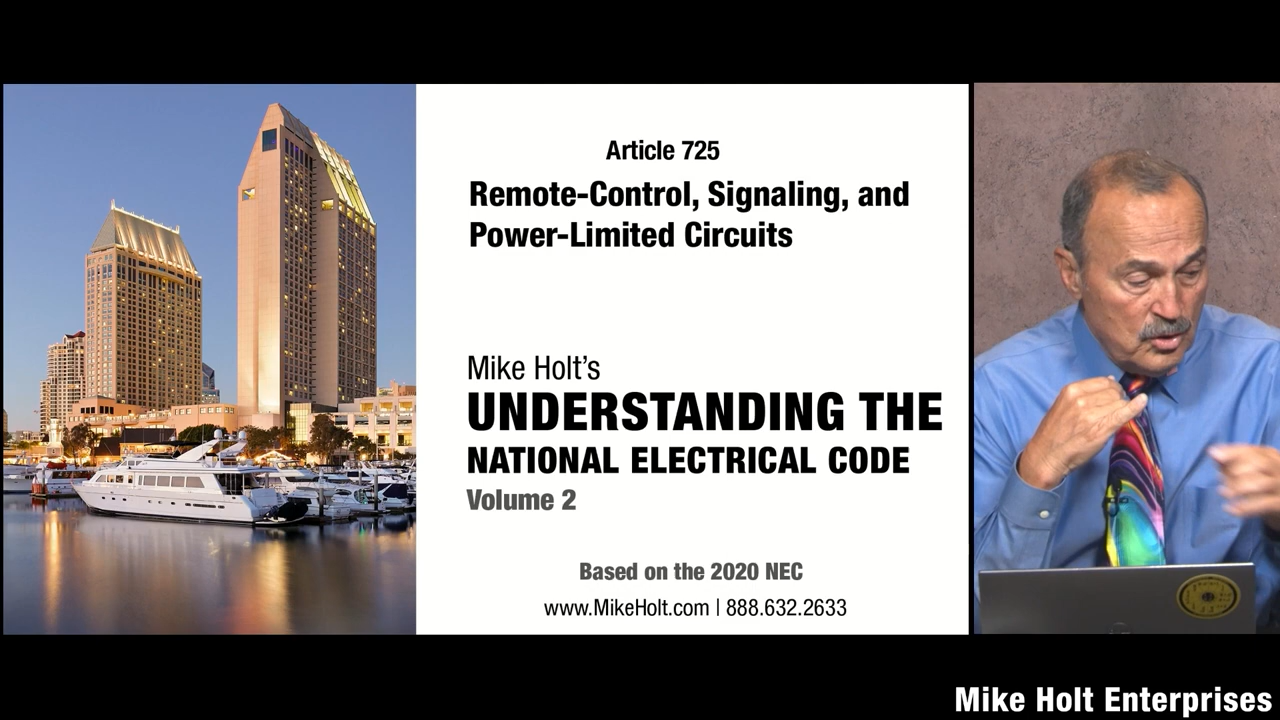 Article 725
Remote-Control, Signaling, and
Power-Limited Circuits
Mike Holt’s
UNDERSTANDING THE
NATIONAL ELECTRICAL CODE
Volume 2
Based on the 2020 NEC
www.MikeHolt.com | 888.632.2633
Mike Holt Enterprises